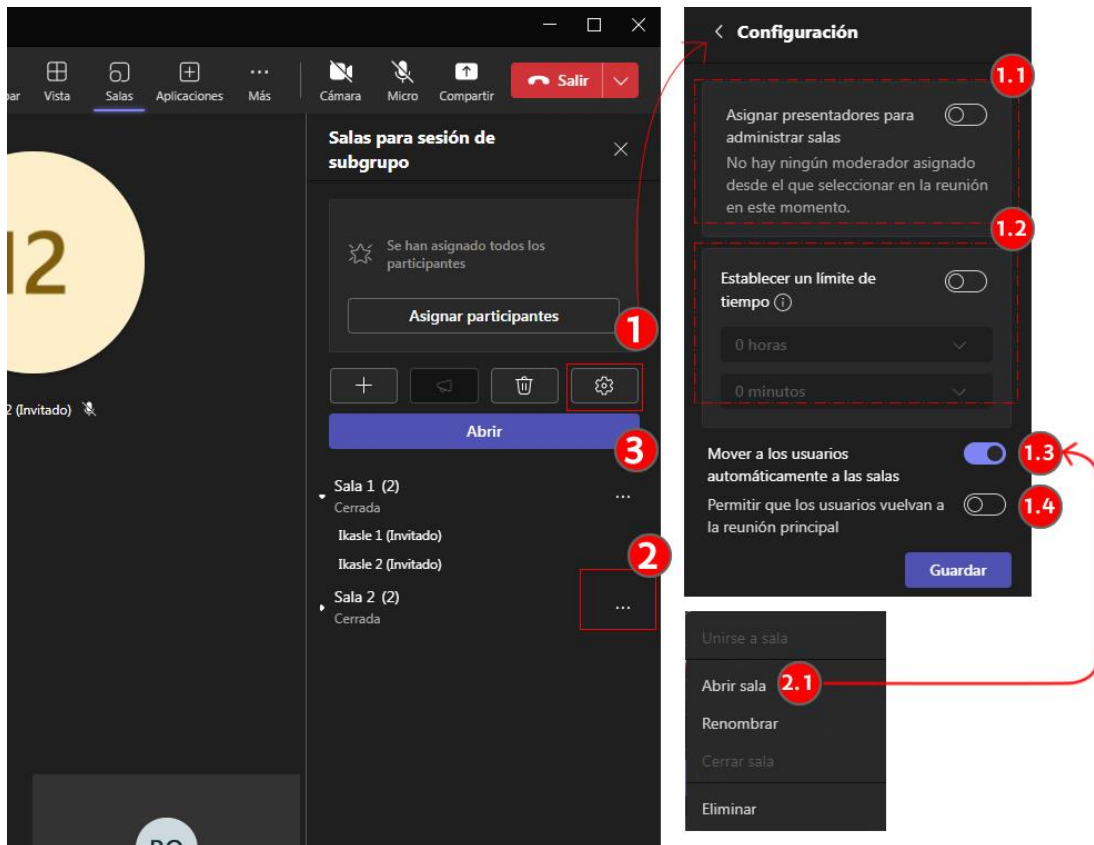 Vista
Salas
Aplicaciones
Más
Cámara
Micro
Compartir
Salir
Salas para sesión de
subgrupo
Se han asignado todos los
participantes
Asignar participantes
1
Abrir
3
Sala 1 (2)
Cerrada
Ikasle 1 (Invitado)
Ikasle 2 (Invitado)
2
Sala 2 (2)
Cerrada
12
2 (Invitado)
Configuración
1.1
Asignar presentadores para
administrar salas
No hay ningún moderador asignado
desde el que seleccionar en la reunión
en este momento.
1.2
Establecer un límite de
tiempo
0 horas
0 minutos
Mover a los usuarios
automáticamente a las salas
1.3
Permitir que los usuarios vuelvan a
la reunión principal
1.4
Guardar
Unirse a sala
Abrir sala 2.1
Renombrar
Cerrar sala
Eliminar